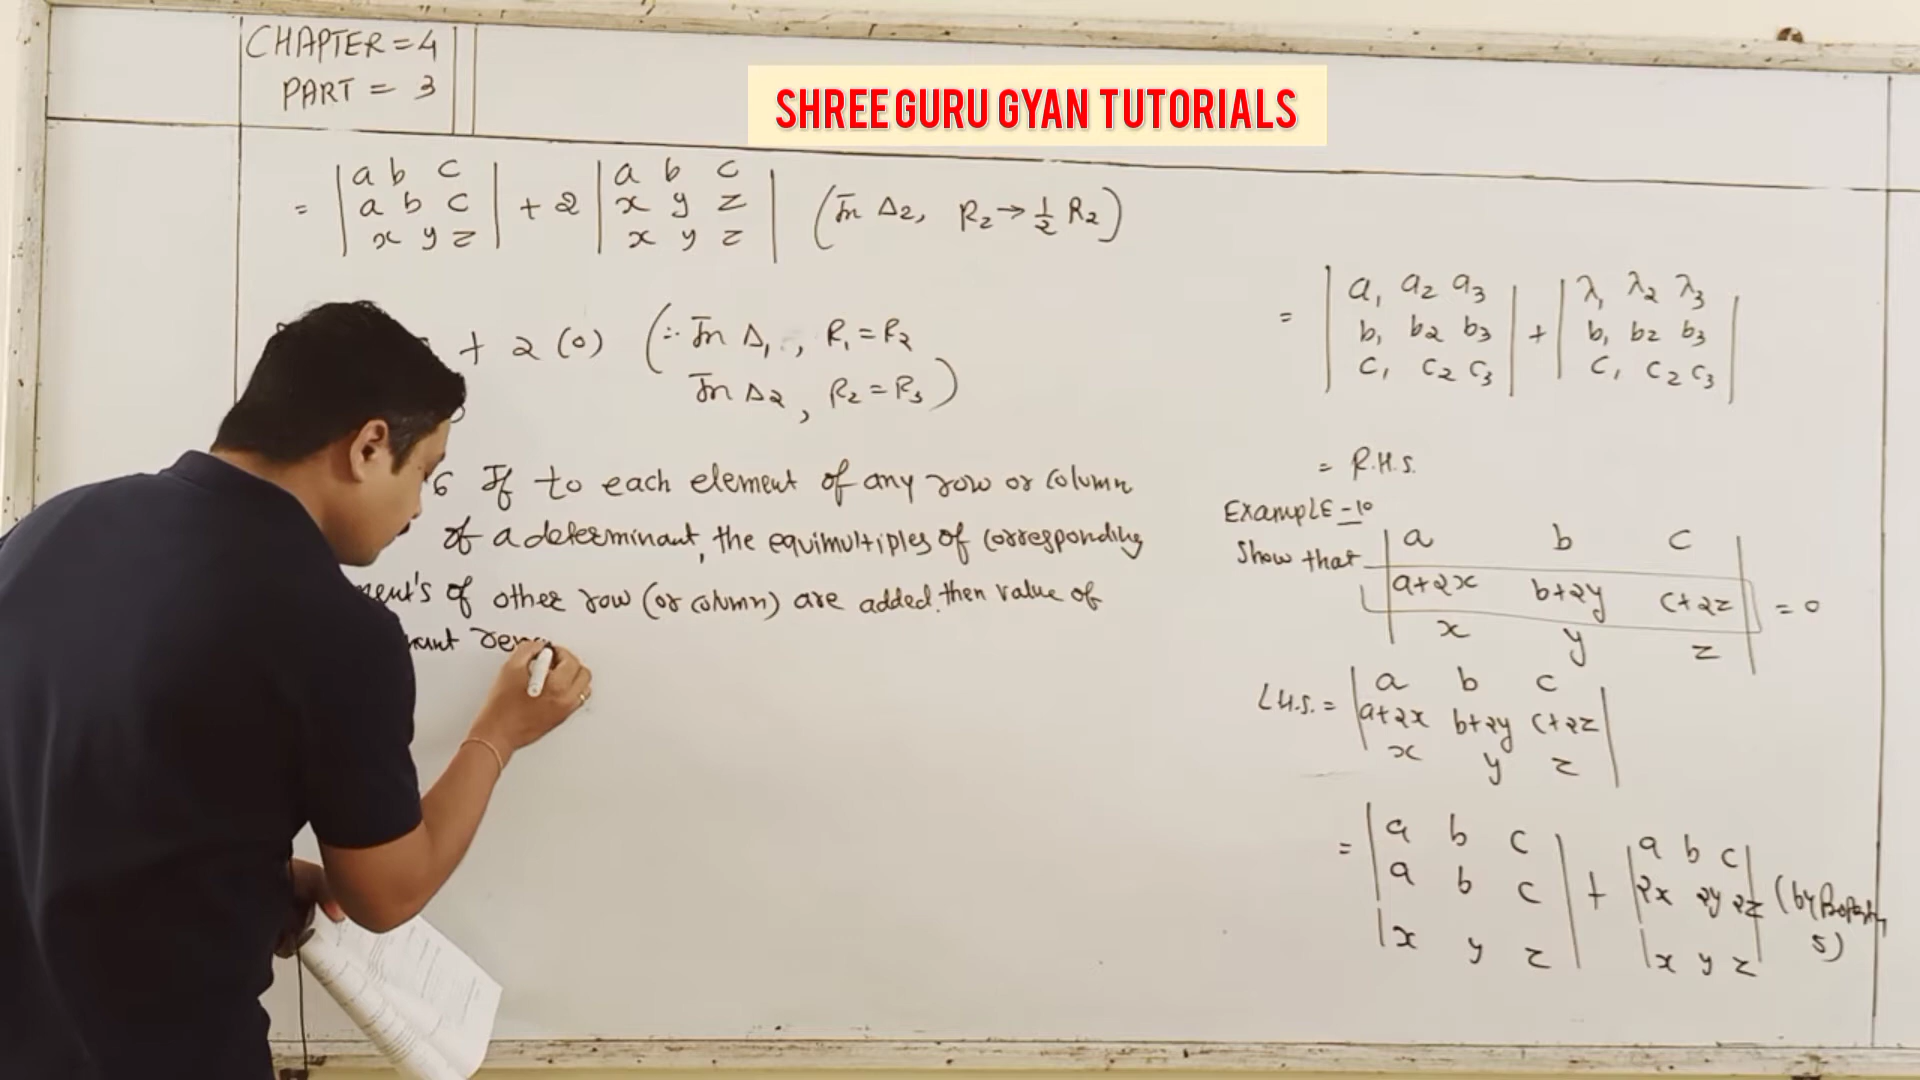 CHAPTER = 4
PART = 3
SHREE GURU GYAN TUTORIALS
= | a b c | + 2 | a b c | (In Δ2, R2 → 1/2 R2)
| a b c | | x y z |
| x y z | | x y z |
+ 2 (0) (∵ In Δ1, R1 = R2
In Δ2, R2 = R3)
6 If to each element of any row or column
of a determinant, the equimultiples of corresponding
of other row (or column) are added, then value of
= | a1 a2 a3 | + | λ1 λ2 λ3 |
| b1 b2 b3 | | b1 b2 b3 |
| c1 c2 c3 | | c1 c2 c3 |
= R.H.S.
ExamplE-10
Show that | a b c |
| a+2x b+2y c+2z | = 0
| x y z |
L.H.S. = | a b c |
| a+2x b+2y c+2z |
| x y z |
= | a b c | + | a b c |
| a b c | | 2x 2y 2z | (by
| x y z | | x y z | 5)